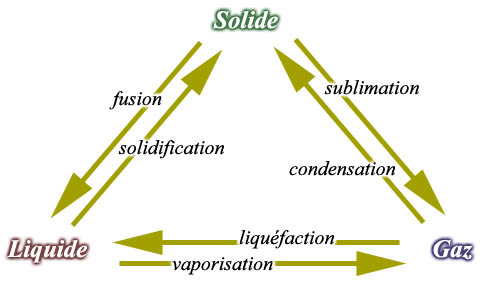 Solide
fusion
sublimation
solidification
condensation
liquéfaction
Liquide
Gaz
vaporisation